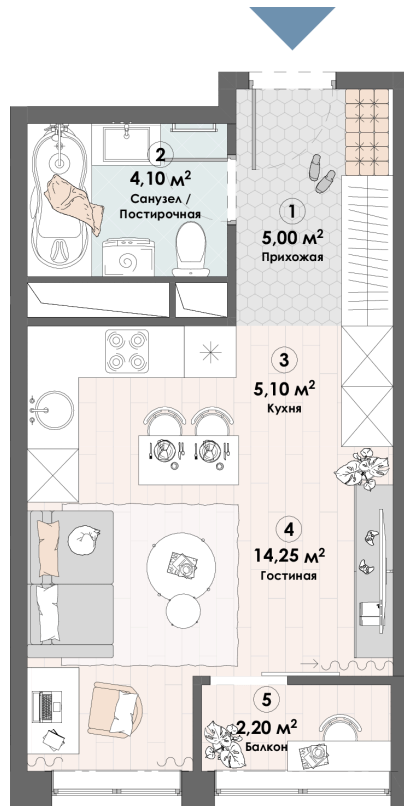 2
4,10 м²
Санузел /
Постирочная
1
5,00 м²
Прихожая
3
5,10 м²
Кухня
4
14,25 м²
Гостиная
5
2,20 м²
Балкон